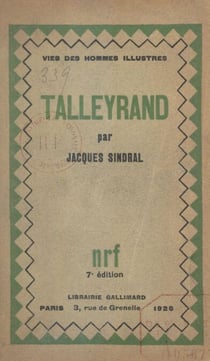 VIES DES HOMMES ILLUSTRES
339
TALLEYRAND
par
JACQUES SINDRAL
nrf
7e édition
LIBRAIRIE GALLIMARD
PARIS 3, rue de Grenelle 1926